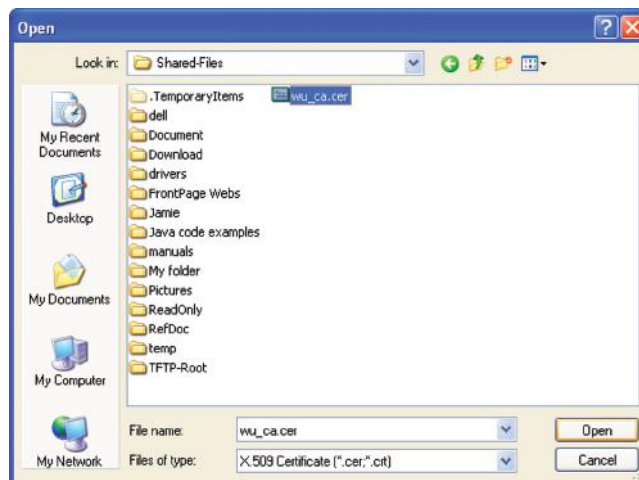 Open
Look in: Shared-Files
My Recent Documents
Desktop
My Documents
My Computer
My Network
.TemporaryItems
dell
Document
Download
drivers
FrontPage Webs
Jamie
Java code examples
manuals
My folder
Pictures
ReadOnly
RefDoc
temp
TFTP-Root
wu_ca.cer
File name: wu_ca.cer
Open
Files of type: X.509 Certificate (*.cer;*.crt)
Cancel